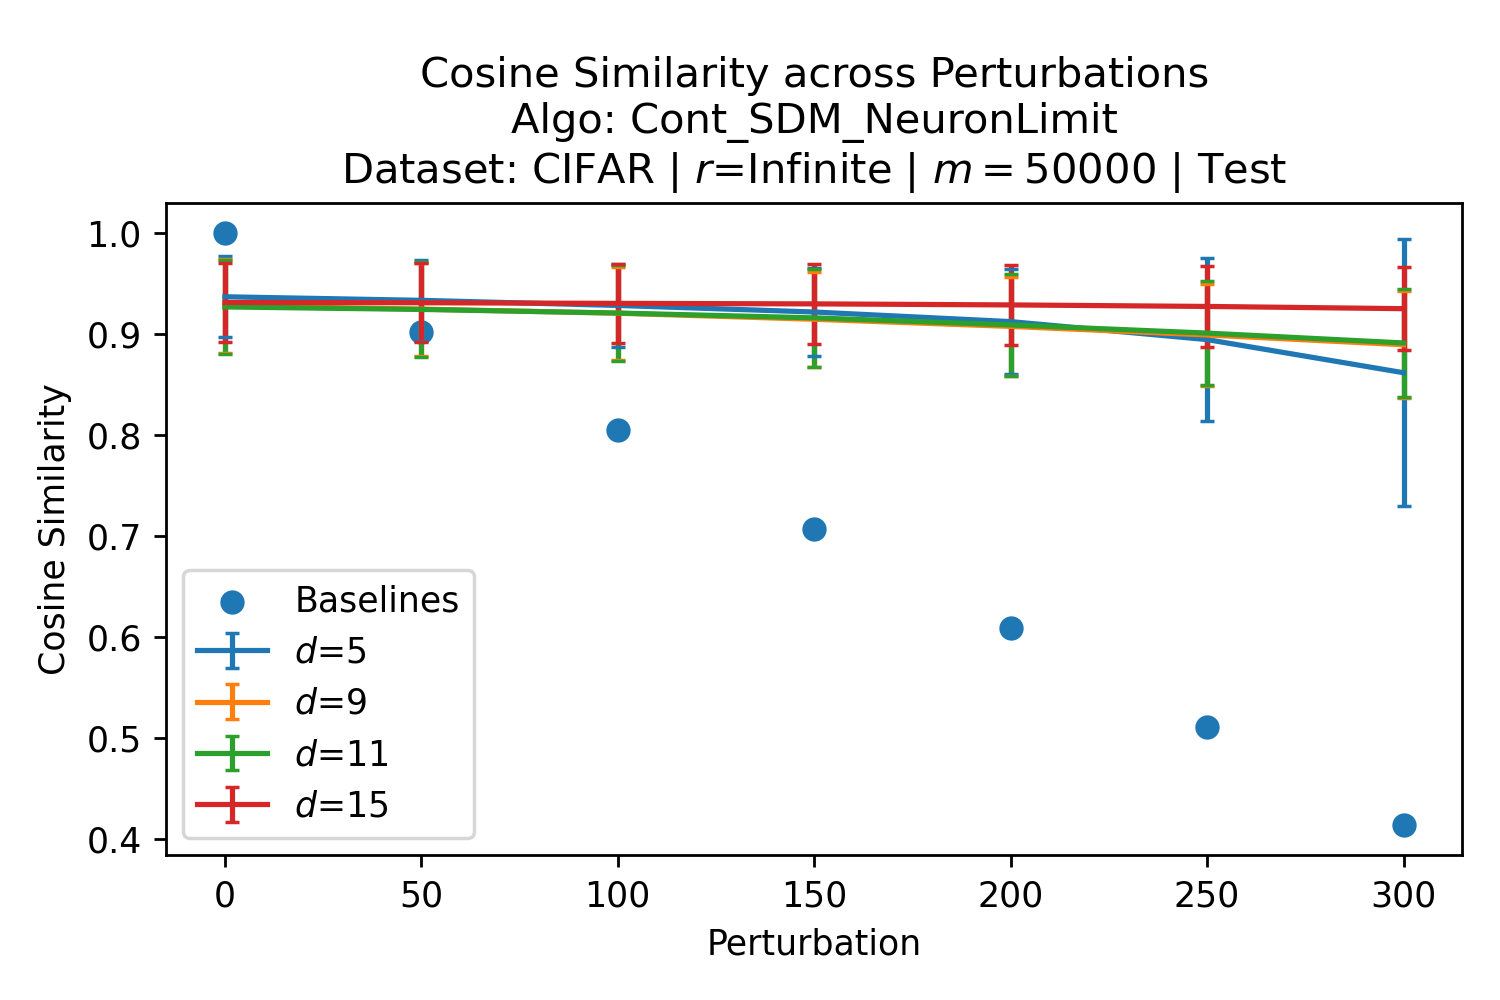 Cosine Similarity across Perturbations
Algo: Cont_SDM_NeuronLimit
Dataset: CIFAR | r=Infinite | m = 50000 | Test
Cosine Similarity
1.0
0.9
0.8
0.7
0.6
0.5
0.4
Baselines
d=5
d=9
d=11
d=15
0 50 100 150 200 250 300
Perturbation